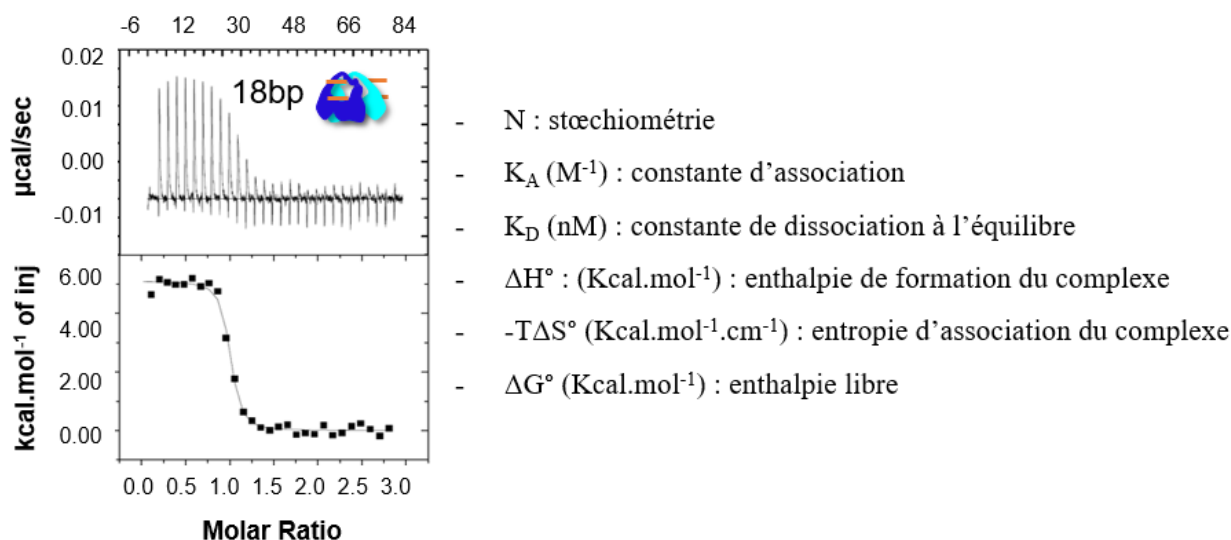 -6 12 30 48 66 84
0.02
0.01
0.00
-0.01
µcal/sec
18bp
6.00
4.00
2.00
0.00
kcal.mol⁻¹ of inj
0.0 0.5 1.0 1.5 2.0 2.5 3.0
Molar Ratio
- N : stœchiométrie
- K_A (M⁻¹) : constante d’association
- K_D (nM) : constante de dissociation à l’équilibre
- ΔH° : (Kcal.mol⁻¹) : enthalpie de formation du complexe
- -TΔS° (Kcal.mol⁻¹.cm⁻¹) : entropie d’association du complexe
- ΔG° (Kcal.mol⁻¹) : enthalpie libre